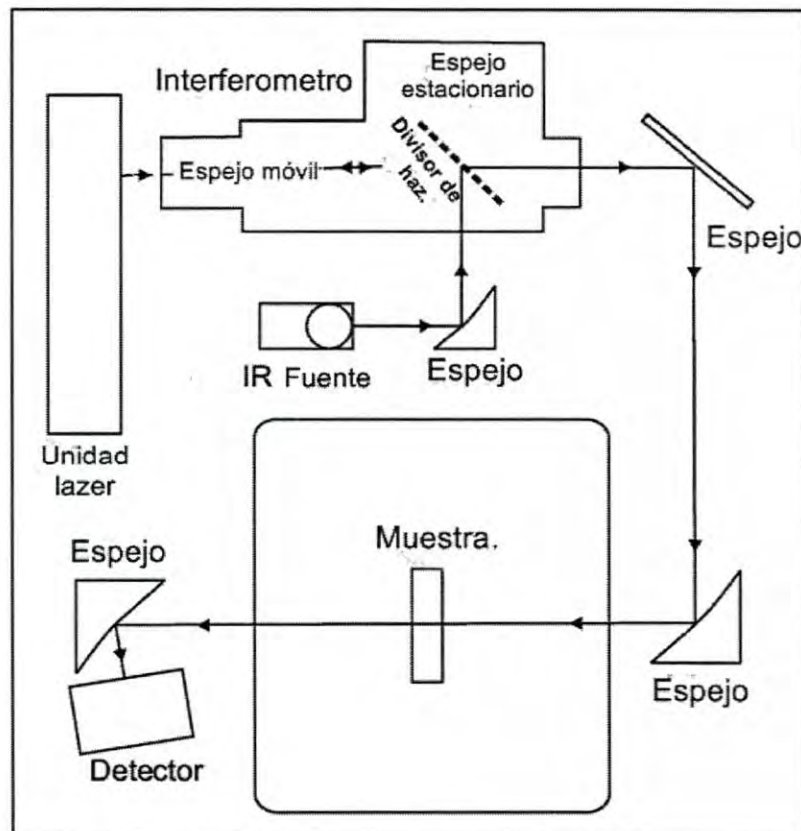 Interferometro
Espejo
estacionario
Espejo móvil
Divisor de
haz.
Espejo
IR Fuente
Espejo
Unidad
lazer
Espejo
Muestra.
Espejo
Detector